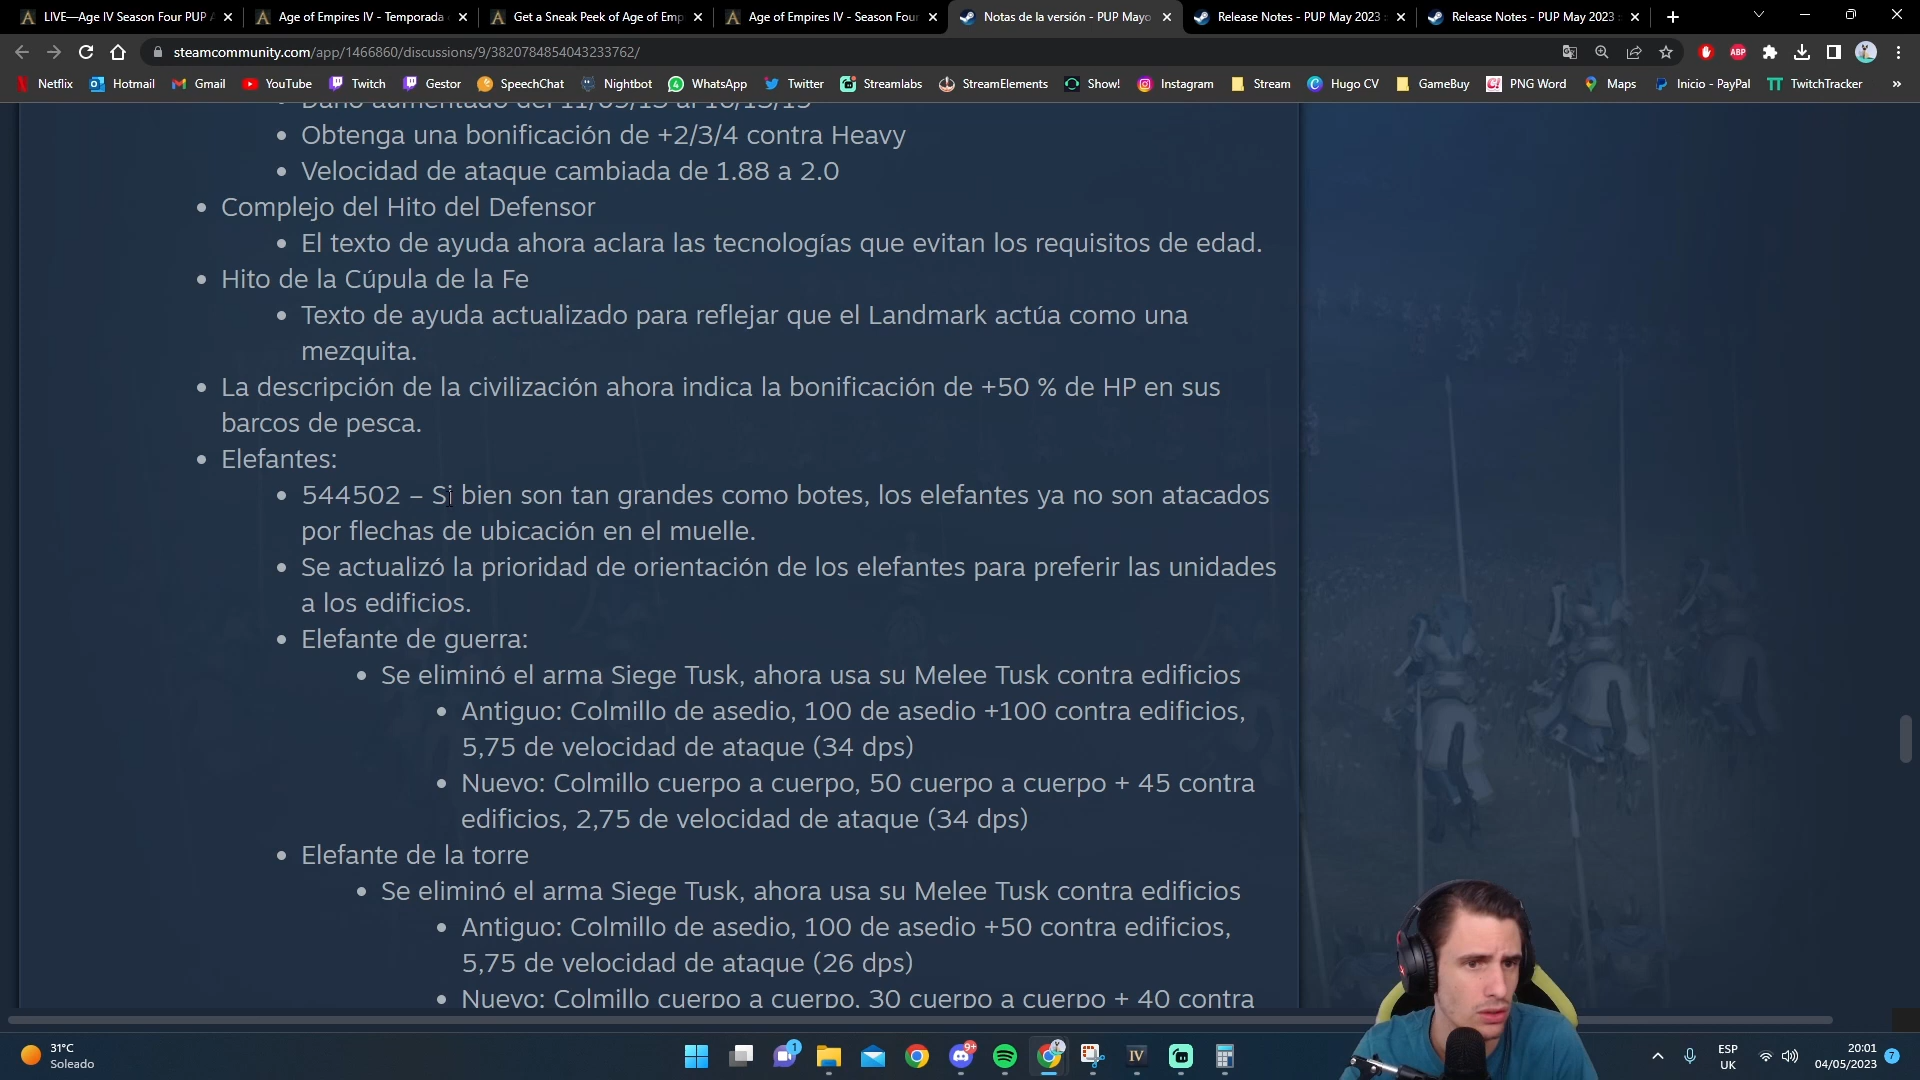 LIVE—Age IV Season Four PUP
Age of Empires IV - Temporada
Get a Sneak Peek of Age of Emp
Age of Empires IV - Season Four
Notas de la versión - PUP Mayo
Release Notes - PUP May 2023
Release Notes - PUP May 2023
steamcommunity.com/app/1466860/discussions/9/3820784854043233762/
Netflix Hotmail Gmail YouTube Twitch Gestor SpeechChat Nightbot WhatsApp Twitter Streamlabs StreamElements Show! Instagram Stream Hugo CV GameBuy PNG Word Maps Inicio - PayPal TwitchTracker »
Obtenga una bonificación de +2/3/4 contra Heavy
Velocidad de ataque cambiada de 1.88 a 2.0
Complejo del Hito del Defensor
El texto de ayuda ahora aclara las tecnologías que evitan los requisitos de edad.
Hito de la Cúpula de la Fe
Texto de ayuda actualizado para reflejar que el Landmark actúa como una
mezquita.
La descripción de la civilización ahora indica la bonificación de +50 % de HP en sus
barcos de pesca.
Elefantes:
544502 – Si bien son tan grandes como botes, los elefantes ya no son atacados
por flechas de ubicación en el muelle.
Se actualizó la prioridad de orientación de los elefantes para preferir las unidades
a los edificios.
Elefante de guerra:
Se eliminó el arma Siege Tusk, ahora usa su Melee Tusk contra edificios
Antiguo: Colmillo de asedio, 100 de asedio +100 contra edificios,
5,75 de velocidad de ataque (34 dps)
Nuevo: Colmillo cuerpo a cuerpo, 50 cuerpo a cuerpo + 45 contra
edificios, 2,75 de velocidad de ataque (34 dps)
Elefante de la torre
Se eliminó el arma Siege Tusk, ahora usa su Melee Tusk contra edificios
Antiguo: Colmillo de asedio, 100 de asedio +50 contra edificios,
5,75 de velocidad de ataque (26 dps)
Nuevo: Colmillo cuerpo a cuerpo, 30 cuerpo a cuerpo + 40 contra
31°C
Soleado
ESP
UK
20:01
04/05/2023
7